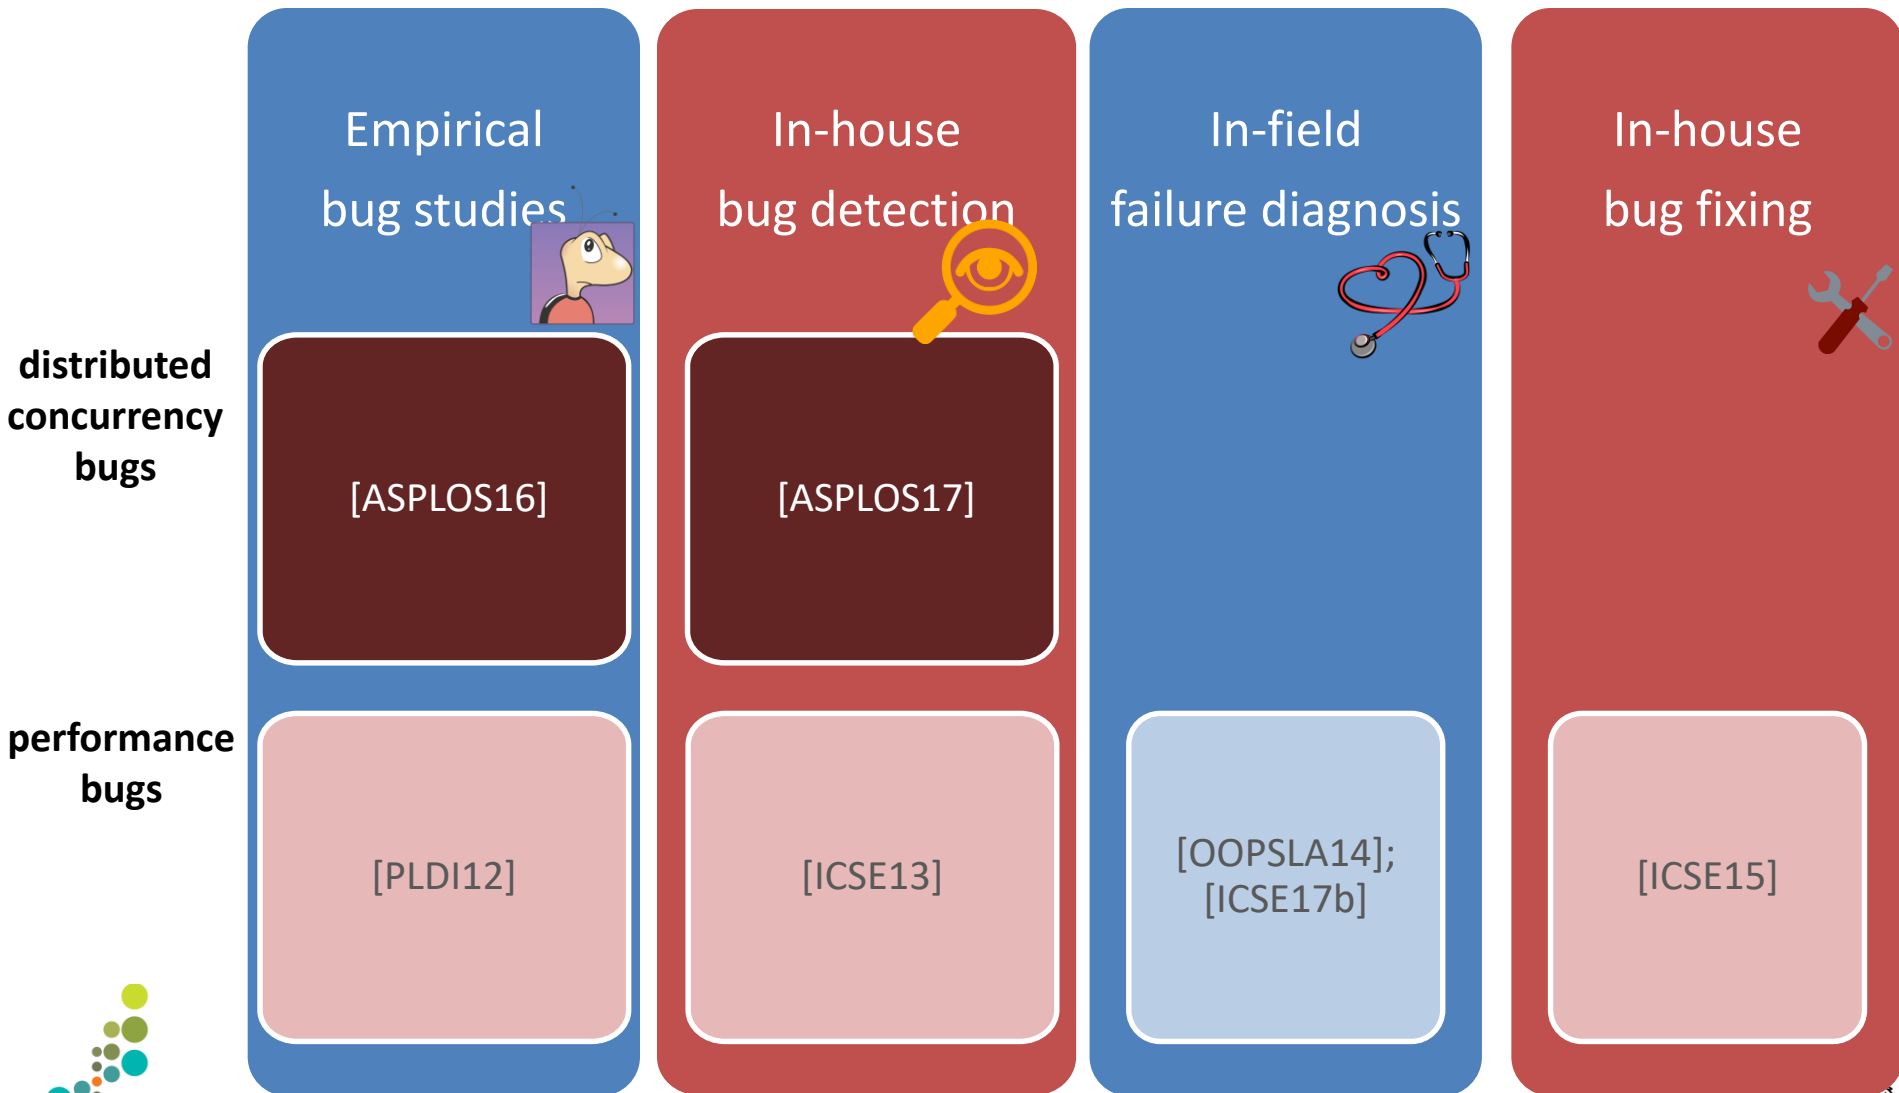 Empirical
bug studies
In-house
bug detection
In-field
failure diagnosis
In-house
bug fixing
distributed
concurrency
bugs
[ASPLOS16]
[ASPLOS17]
performance
bugs
[PLDI12]
[ICSE13]
[OOPSLA14];
[ICSE17b]
[ICSE15]